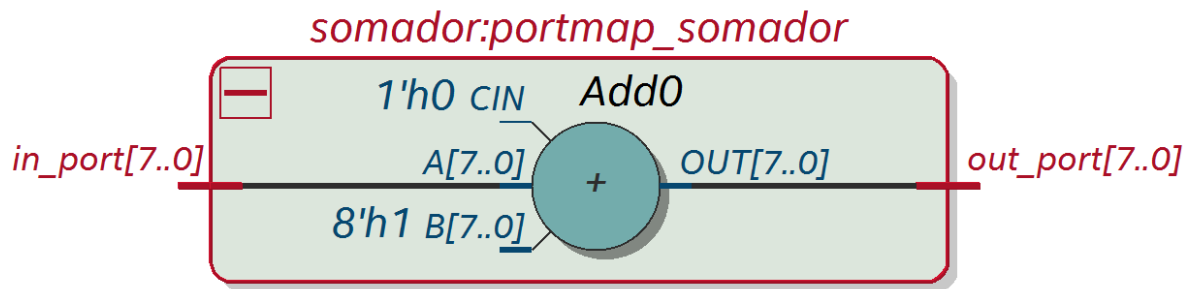 somador:portmap_somador
1'h0 CIN
Add0
in_port[7..0]
A[7..0]
+
OUT[7..0]
out_port[7..0]
8'h1 B[7..0]